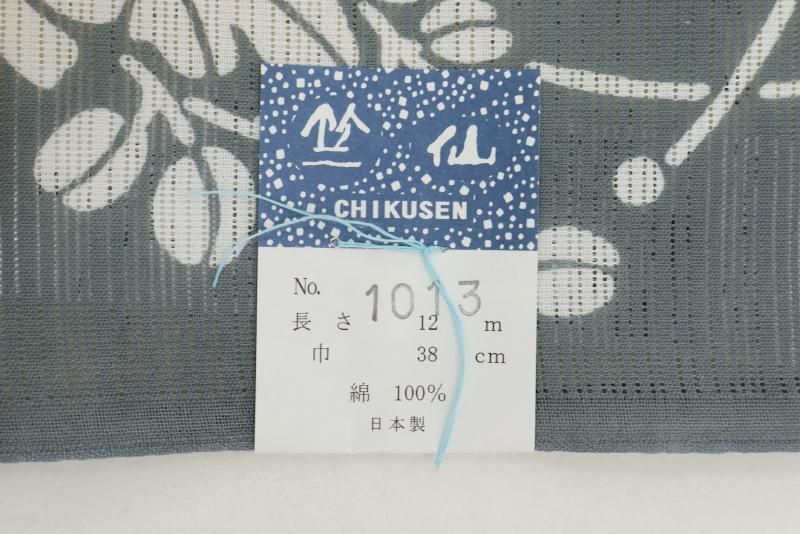 竺仙
CHIKUSEN
No. 1013
長さ 12 m
巾 38 cm
綿 100%
日本製